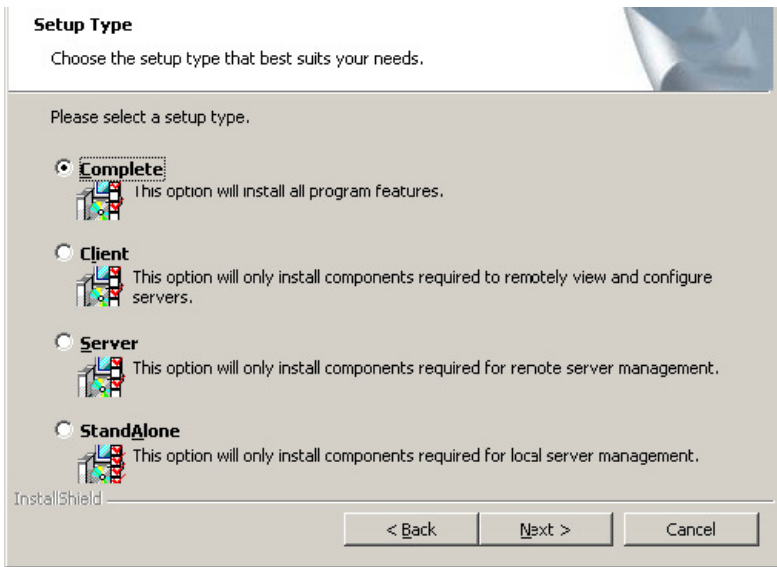 Setup Type
Choose the setup type that best suits your needs.
Please select a setup type.
Complete
This option will install all program features.
Client
This option will only install components required to remotely view and configure
servers.
Server
This option will only install components required for remote server management.
StandAlone
This option will only install components required for local server management.
InstallShield
< Back
Next >
Cancel